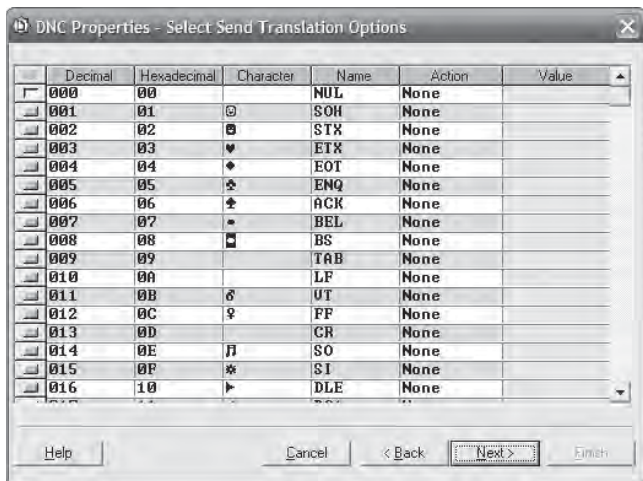 DNC Properties - Select Send Translation Options
Decimal Hexadecimal Character Name Action Value
000 00 NUL None
001 01 ☺ SOH None
002 02 ☻ STX None
003 03 ♥ ETX None
004 04 ♦ EOT None
005 05 ♣ ENQ None
006 06 ♠ ACK None
007 07 • BEL None
008 08 ◘ BS None
009 09 TAB None
010 0A LF None
011 0B ♂ VT None
012 0C ♀ FF None
013 0D CR None
014 0E ♫ SO None
015 0F ☼ SI None
016 10 ► DLE None
Help Cancel < Back Next > Finish